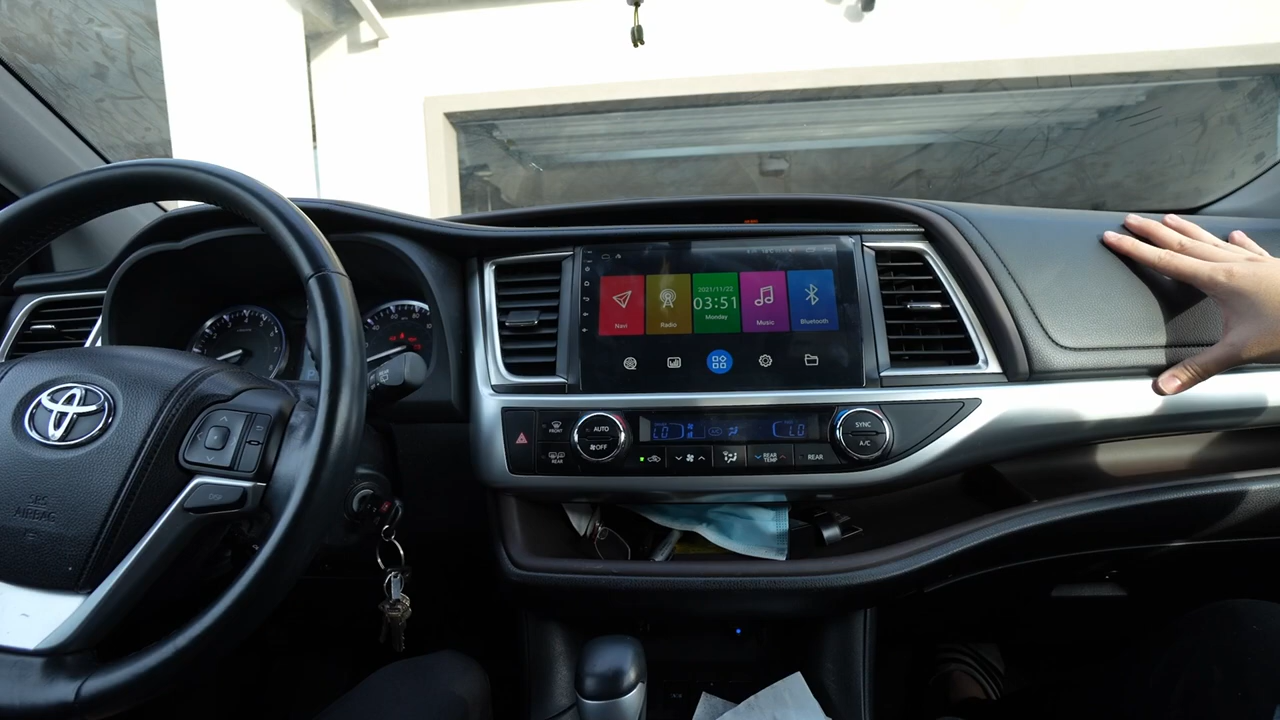 2021/11/22
03:51
Monday
Navi
Radio
Music
Bluetooth
AUTO
OFF
FRONT
REAR
LO
LO
SYNC
A/C
REAR
TEMP
REAR
SRS
AIRBAG